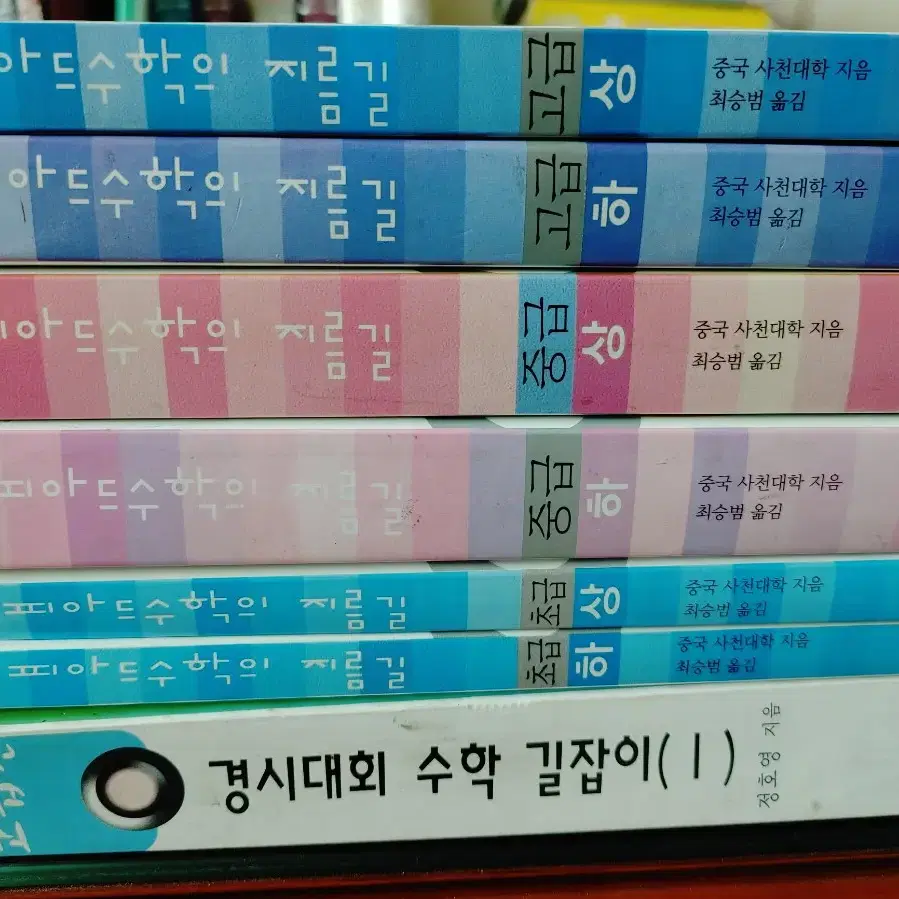 아드수학의 지름길 고급 상 중국 사천대학 지음
최승범 옮김
아드수학의 지름길 고급 하 중국 사천대학 지음
최승범 옮김
아드수학의 지름길 중급 상 중국 사천대학 지음
최승범 옮김
피아드수학의 지름길 중급 하 중국 사천대학 지음
최승범 옮김
피아드수학의 지름길 초급 상 중국 사천대학 지음
최승범 옮김
피아드수학의 지름길 초급 하 중국 사천대학 지음
최승범 옮김
경시대회 수학 길잡이(Ⅰ) 정호영 지음